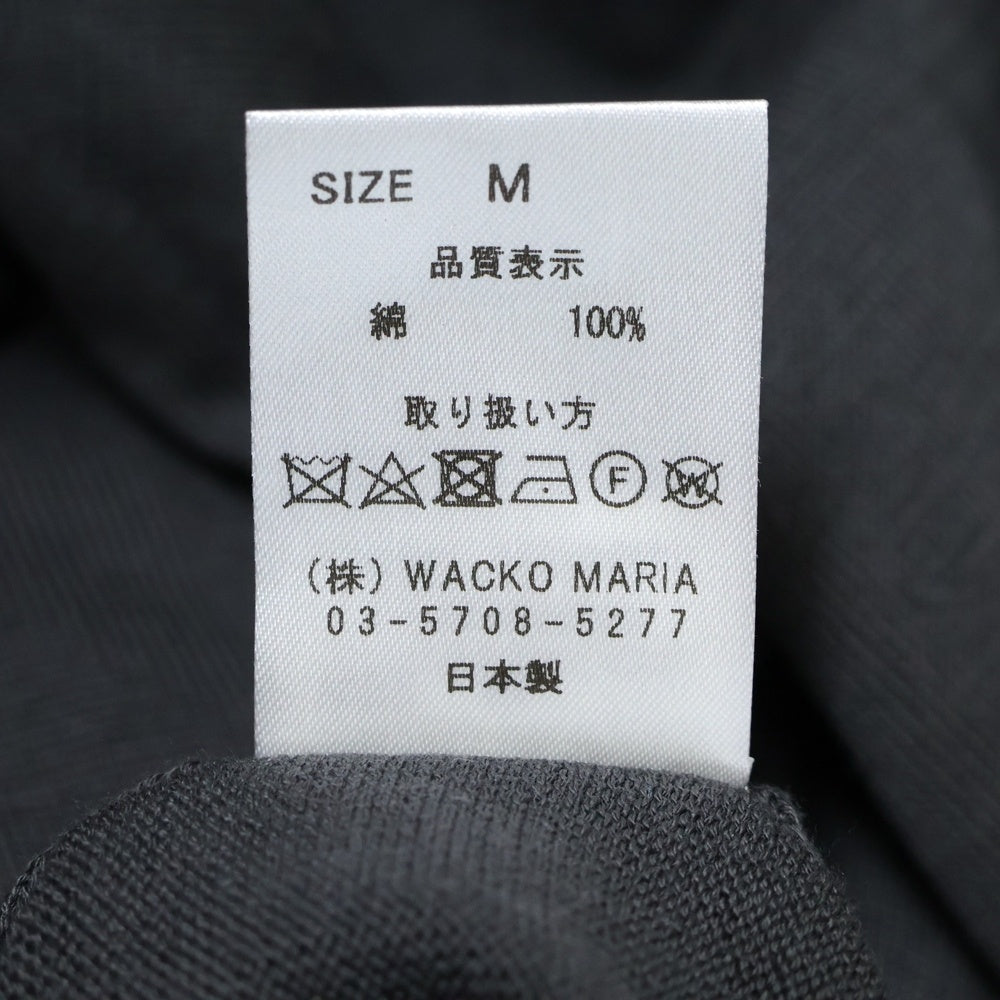 SIZE M
品質表示
綿 100%
取り扱い方
F W
(株) WACKO MARIA
03-5708-5277
日本製